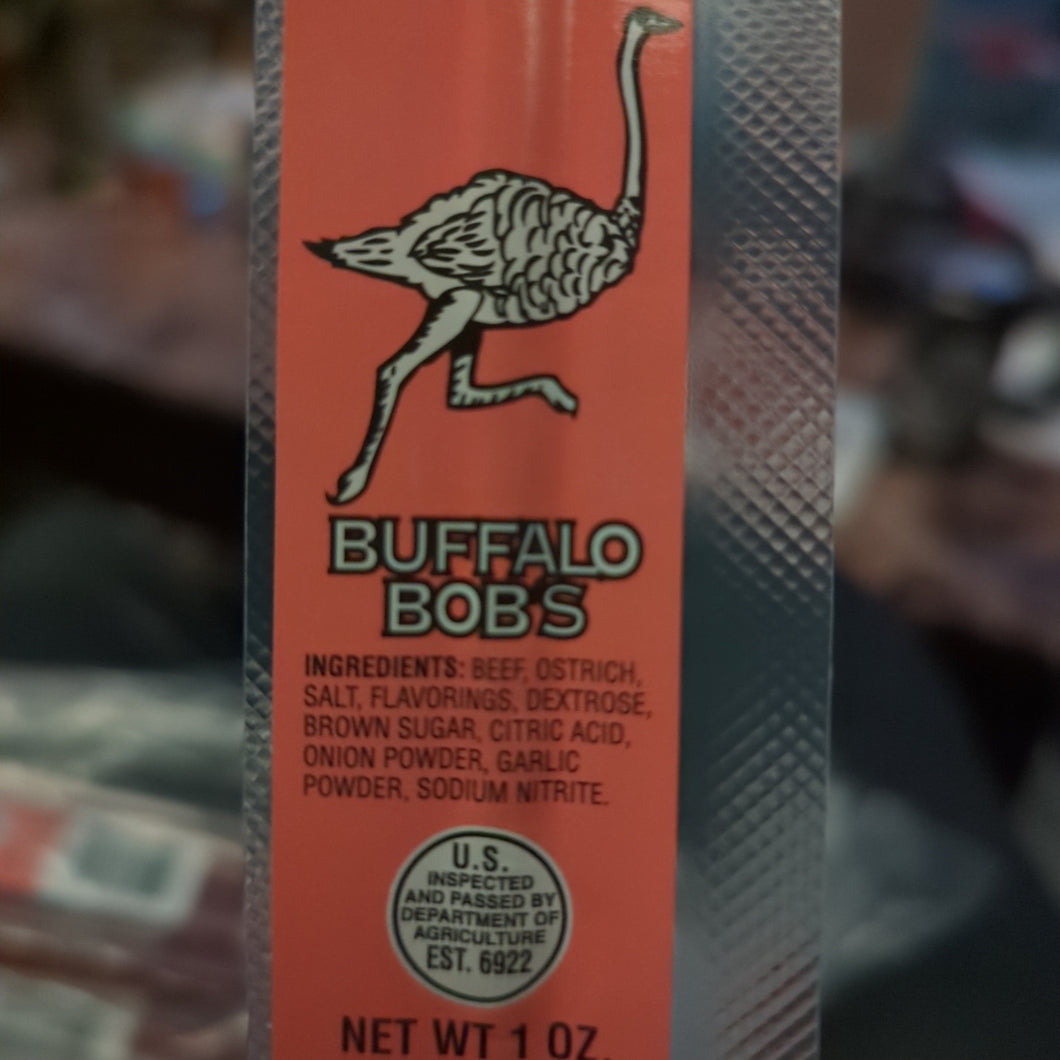 BUFFALO
BOB'S
INGREDIENTS: BEEF, OSTRICH,
SALT, FLAVORINGS, DEXTROSE,
BROWN SUGAR, CITRIC ACID,
ONION POWDER, GARLIC
POWDER, SODIUM NITRITE.
U.S.
INSPECTED
AND PASSED BY
DEPARTMENT OF
AGRICULTURE
EST. 6922
NET WT 1 OZ.